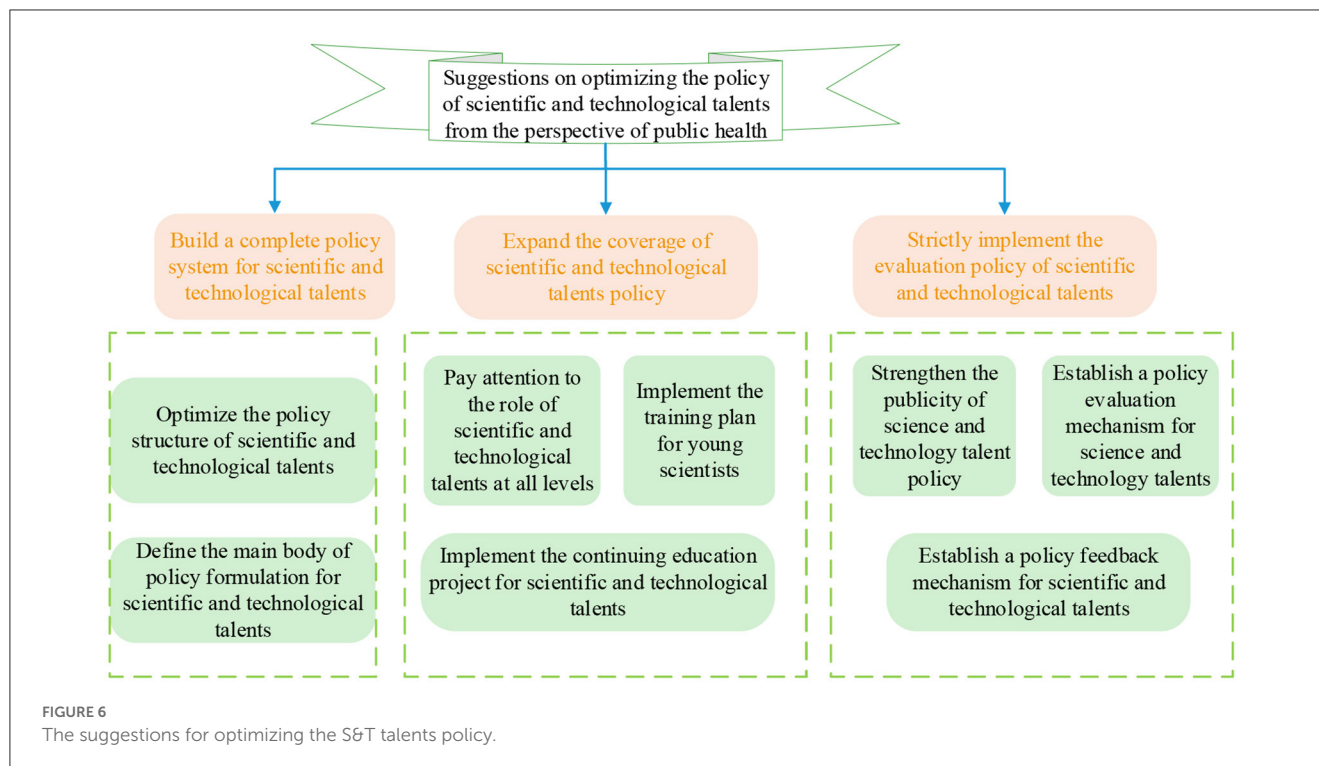 Suggestions on optimizing the policy
of scientific and technological talents
from the perspective of public health
Build a complete policy
system for scientific and
technological talents
Expand the coverage of
scientific and technological
talents policy
Strictly implement the
evaluation policy of scientific
and technological talents
Optimize the policy
structure of scientific and
technological talents
Define the main body of
policy formulation for
scientific and technological
talents
Pay attention to
the role of
scientific and
technological
talents at all levels
Implement the
training plan
for young
scientists
Implement the continuing education
project for scientific and technological
talents
Strengthen the
publicity of
science and
technology talent
policy
Establish a policy
evaluation
mechanism for
science and
technology talents
Establish a policy feedback
mechanism for scientific and
technological talents
FIGURE 6
The suggestions for optimizing the S&T talents policy.